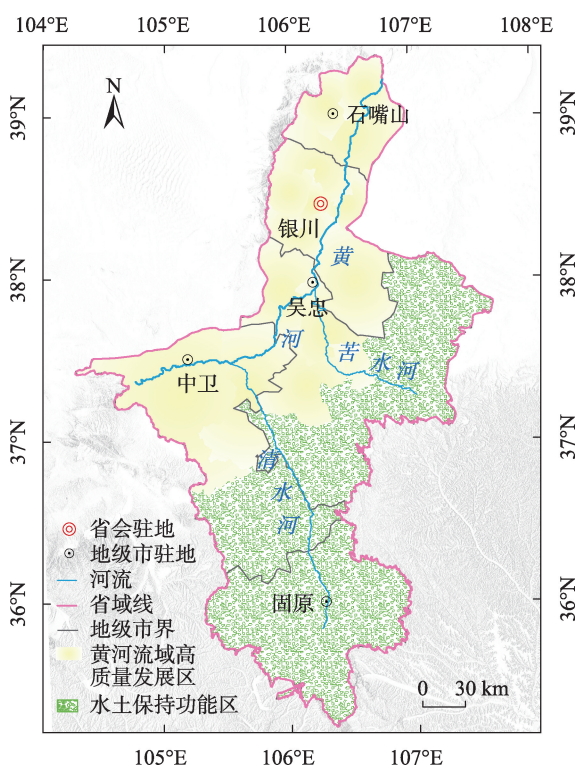 104°E 105°E 106°E 107°E 108°E
N
39°N 39°N
石嘴山
银川
黄
38°N 38°N
吴忠
河
苦 水 河
中卫
37°N 37°N
清
水
河
省会驻地
地级市驻地
河流
36°N 36°N
固原
省域线
地级市界
黄河流域高
质量发展区
水土保持功能区
0 30 km
105°E 106°E 107°E